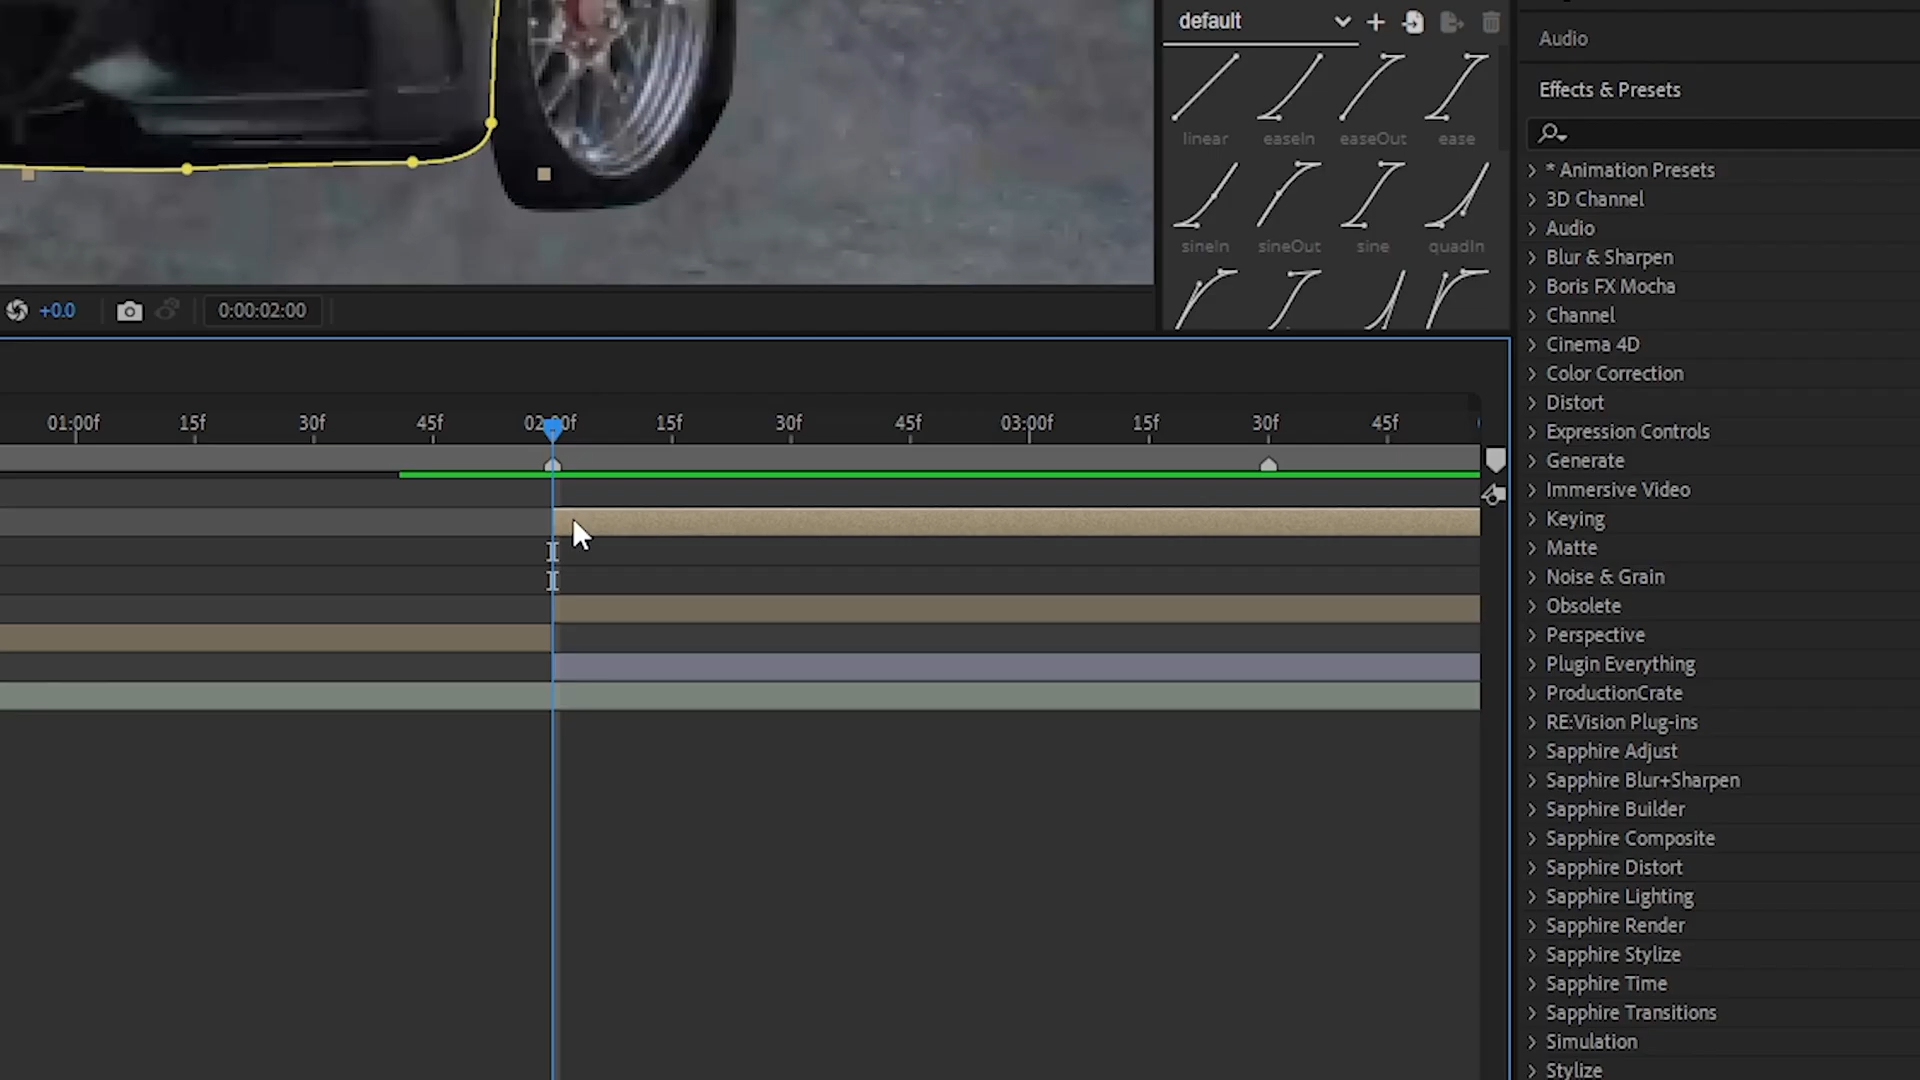 default
linear
easeIn
easeOut
ease
sineIn
sineOut
sine
quadIn
+0.0
0:00:02:00
01:00f
15f
30f
45f
15f
30f
45f
03:00f
15f
30f
45f
Audio
Effects & Presets
* Animation Presets
3D Channel
Audio
Blur & Sharpen
Boris FX Mocha
Channel
Cinema 4D
Color Correction
Distort
Expression Controls
Generate
Immersive Video
Keying
Matte
Noise & Grain
Obsolete
Perspective
Plugin Everything
ProductionCrate
RE:Vision Plug-ins
Sapphire Adjust
Sapphire Blur+Sharpen
Sapphire Builder
Sapphire Composite
Sapphire Distort
Sapphire Lighting
Sapphire Render
Sapphire Stylize
Sapphire Time
Sapphire Transitions
Simulation
Stylize